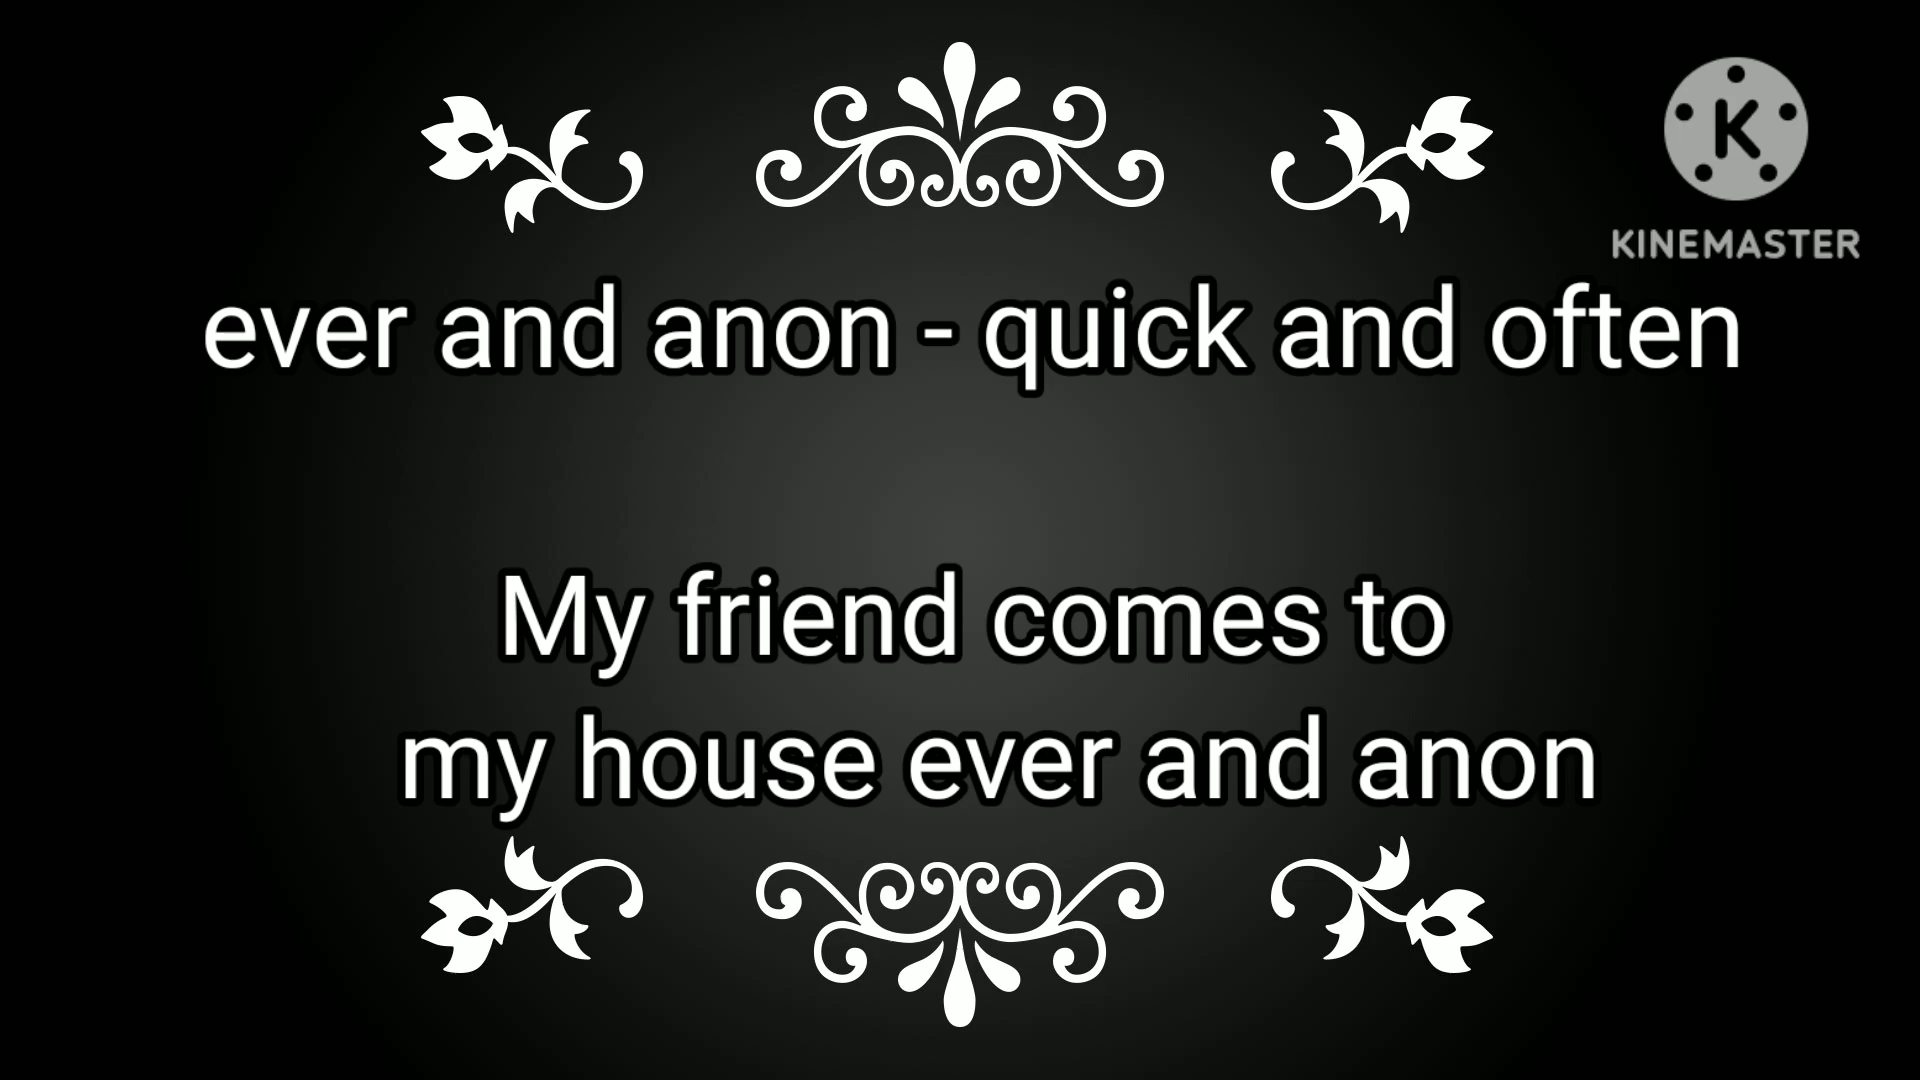 K
KINEMASTER
ever and anon - quick and often
My friend comes to
my house ever and anon